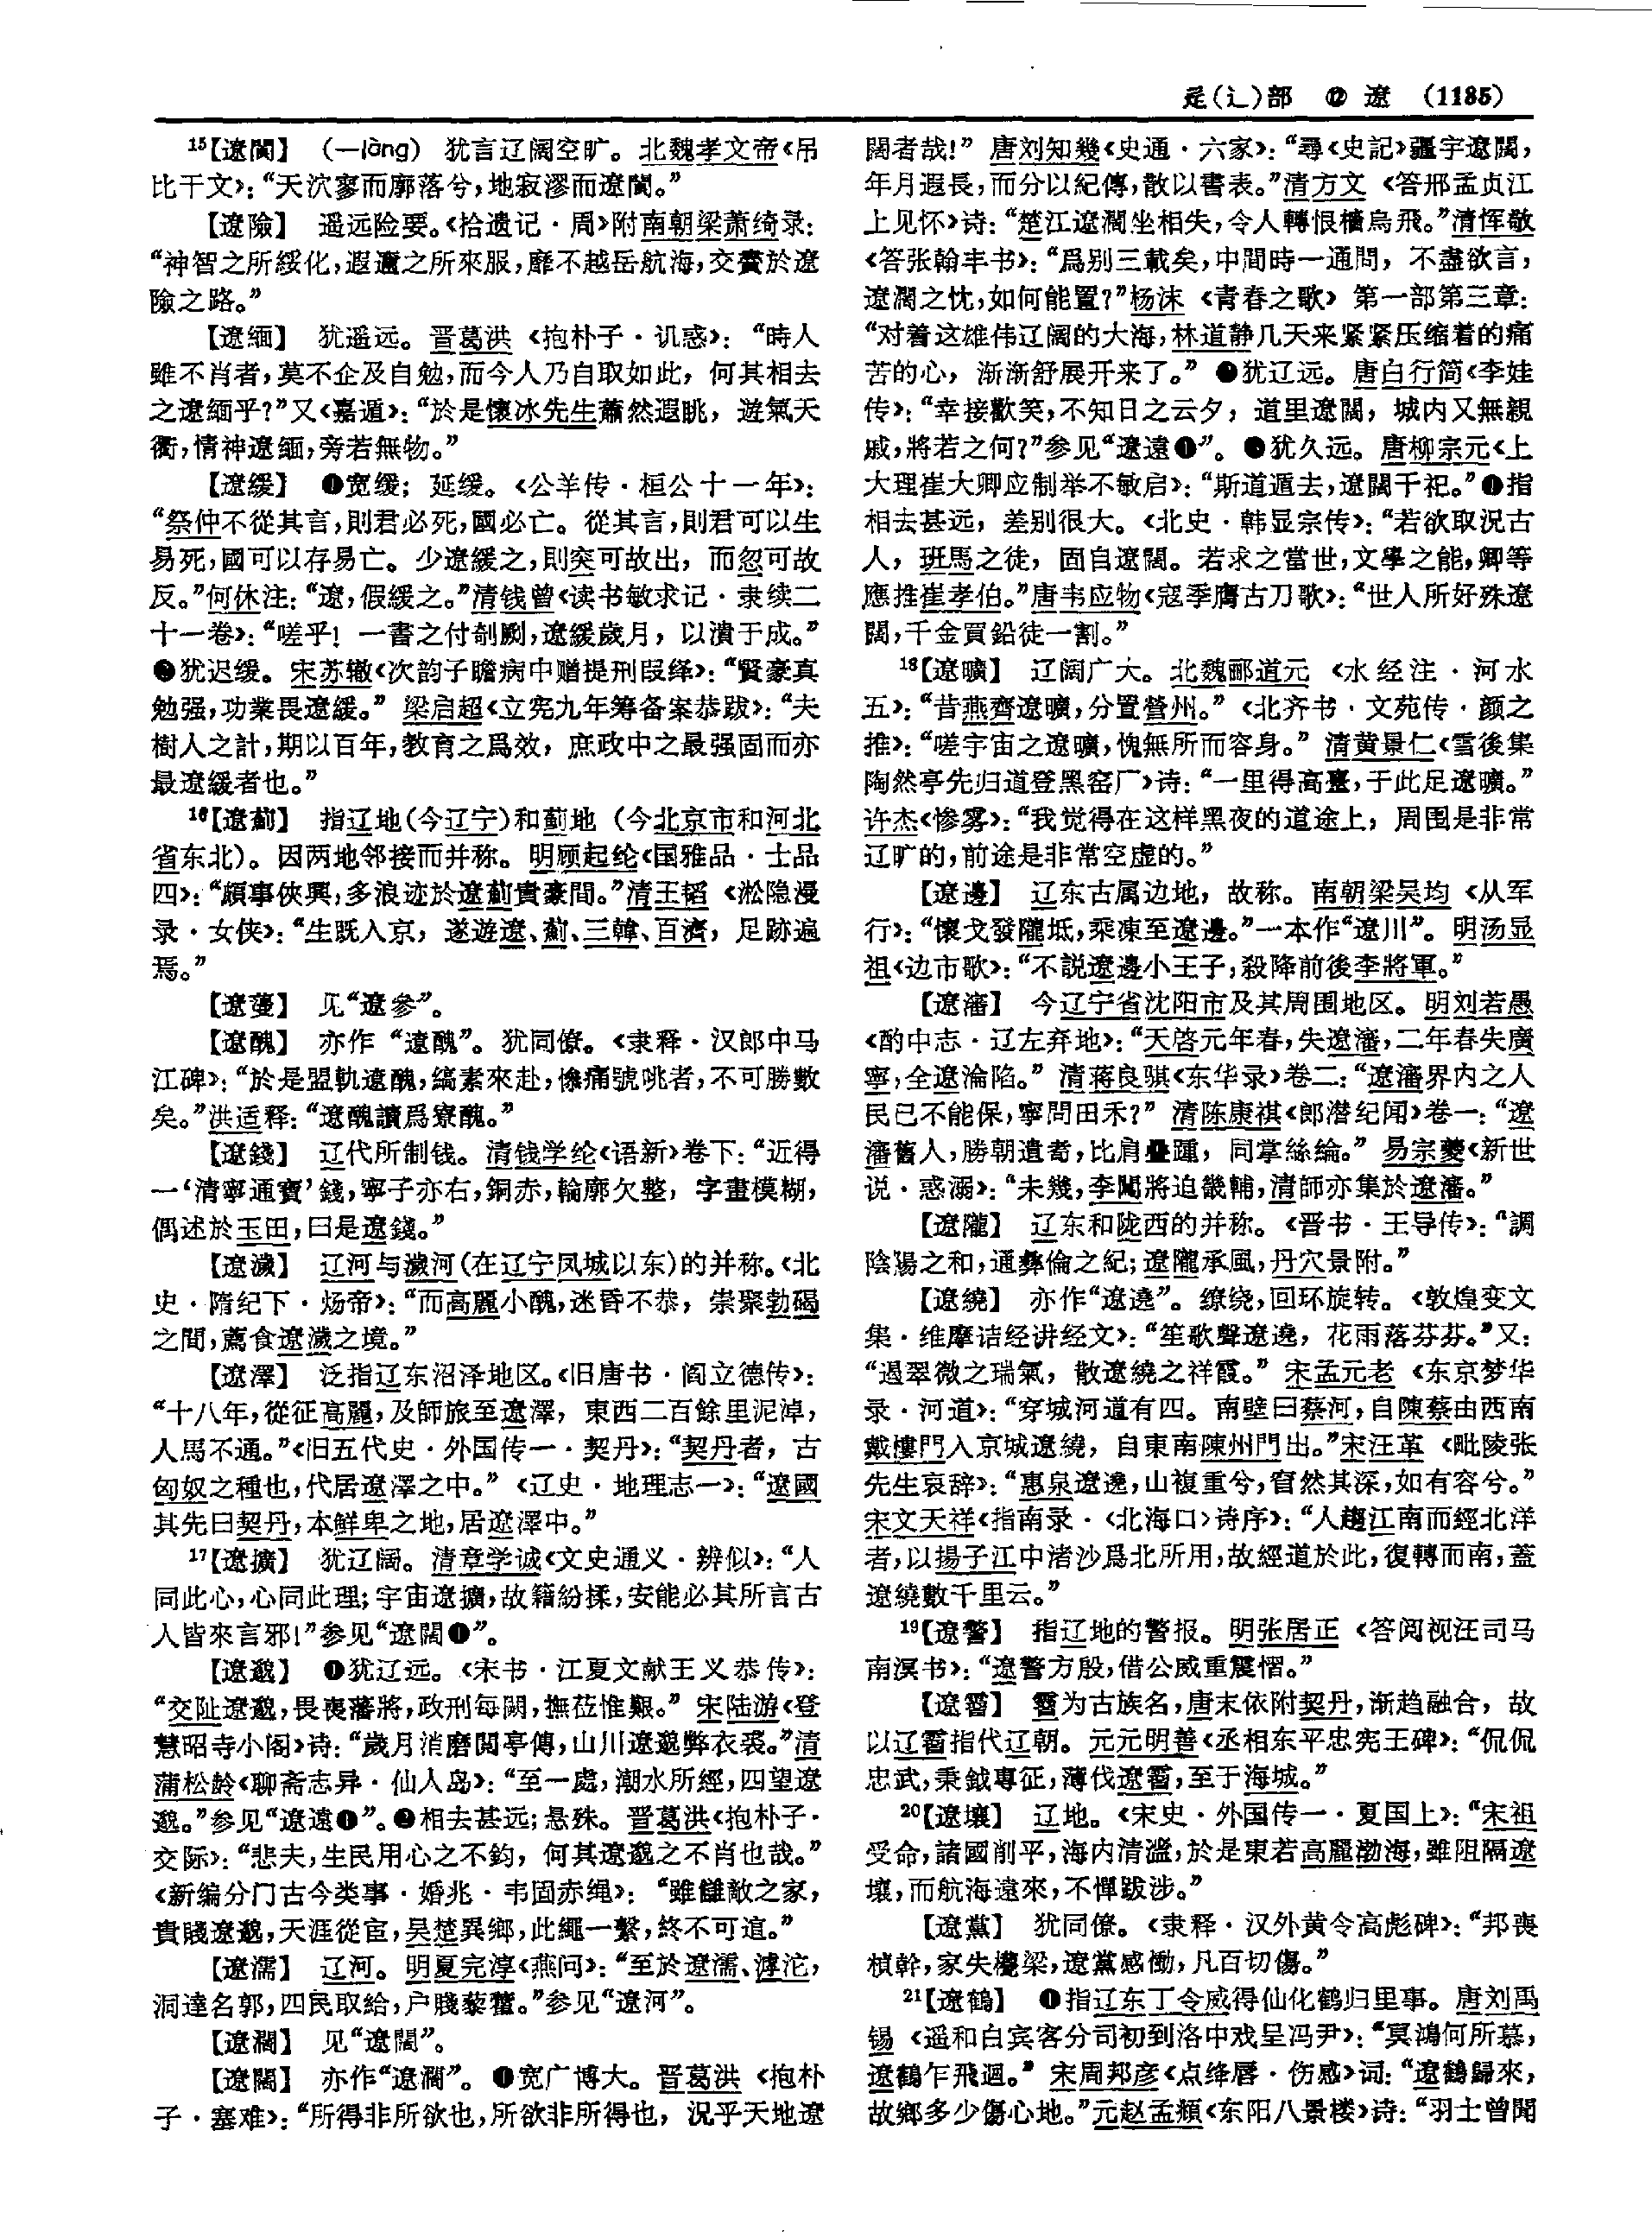 辵(辶)部　⑫　遼　(1185)
15【遼閬】　(—làng)　犹言辽阔空旷。北魏孝文帝《吊
比干文》：“天沇寥而廓落兮，地寂漻而遼閬。”
【遼險】　遥远险要。《拾遗记·周》附南朝梁萧绮录：
“神智之所綏化，遐邇之所來服，靡不越岳航海，交賮於遼
險之路。”
【遼緬】　犹遥远。晋葛洪《抱朴子·讥惑》：“時人
雖不肖者，莫不企及自勉，而今人乃自取如此，何其相去
之遼緬乎？”又《嘉遁》：“於是懷冰先生蕭然遐眺，遊氣天
衢，情神遼緬，旁若無物。”
【遼缓】　❶宽缓；延缓。《公羊传·桓公十一年》：
“祭仲不從其言，則君必死，國必亡。從其言，則君可以生
易死，國可以存易亡。少遼緩之，則突可故出，而忽可故
反。”何休注：“遼，假緩之。”清钱曾《读书敏求记·隶续二
十一卷》：“嗟乎！一書之付剞劂，遼緩歲月，以潰于成。”
❷犹迟缓。宋苏辙《次韵子瞻病中赠提刑段绎》：“賢豪真
勉强，功業畏遼緩。”梁启超《立宪九年筹备案恭跋》：“夫
樹人之計，期以百年，教育之爲效，庶政中之最强固而亦
最遼緩者也。”
16【遼薊】　指辽地(今辽宁)和蓟地（今北京市和河北
省东北)。因两地邻接而并称。明顾起纶《国雅品·士品
四》：“頗事俠興，多浪迹於遼薊貴豪間。”清王韬《淞隐漫
录·女侠》：“生既入京，遂遊遼、薊、三韓、百濟，足跡遍
焉。”
【遼蓡】　见“遼參”。
【遼醜】　亦作“遼醜”。犹同僚。《隶释·汉郎中马
江碑》：“於是盟軌遼醜，縞素來赴，慘痛號咷者，不可勝數
矣。”洪适释：“遼醜讀爲寮醜。”
【遼錢】　辽代所制钱。清钱学纶《语新》卷下：“近得
一‘清寧通寶’錢，寧子亦右，銅赤，輪廓欠整，字畫模糊，
偶述於玉田，曰是遼錢。”
【遼濊】　辽河与濊河(在辽宁凤城以东)的并称。《北
史·隋纪下·炀帝》：“而高麗小醜，迷昏不恭，崇聚勃碣
之間，薦食遼濊之境。”
【遼澤】　泛指辽东沼泽地区。《旧唐书·阎立德传》：
“十八年，從征高麗，及師旅至遼澤，東西二百餘里泥淖，
人馬不通。”《旧五代史·外国传一·契丹》：“契丹者，古
匈奴之種也，代居遼澤之中。”《辽史·地理志一》：“遼國
其先曰契丹，本鮮卑之地，居遼澤中。”
17【遼擴】　犹辽阔。清章学诚《文史通义·辨似》：“人
同此心，心同此理；宇宙遼擴，故籍紛揉，安能必其所言古
人皆來言邪！”参见“遼闊❶”。
【遼邈】　❶犹辽远。《宋书·江夏文献王义恭传》：
“交阯遼邈，畏喪藩將，政刑每闕，撫莅惟艱。”宋陆游《登
慧昭寺小阁》诗：“歲月消磨閲亭傳，山川遼邈弊衣裘。”清
蒲松龄《聊斋志异·仙人岛》：“至一處，潮水所經，四望遼
邈。”参见“遼遠❶”。❷相去甚远；悬殊。晋葛洪《抱朴子·
交际》：“悲夫，生民用心之不鈞，何其遼邈之不肖也哉。”
《新编分门古今类事·婚兆·韦固赤绳》：“雖讎敵之家，
貴賤遼邈，天涯從宦，吴楚異鄉，此繩一繫，終不可逭。”
【遼濡】　辽河。明夏完淳《燕问》：“至於遼濡、滹沱，
洞達名郭，四民取給，户賤藜藿。”参见“遼河”。
【遼濶】　见“遼闊”。
【遼闊】　亦作“遼濶”。❶宽广博大。晋葛洪《抱朴
子·塞难》：“所得非所欲也，所欲非所得也，況乎天地遼
闊者哉！”唐刘知幾《史通·六家》：“尋《史記》疆宇遼闊，
年月遐長，而分以紀傳，散以書表。”清方文《答邢孟贞江
上见怀》诗：“楚江遼濶坐相失，令人轉恨檣烏飛。”清恽敬
《答张翰丰书》：“爲别三載矣，中間時一通問，不盡欲言，
遼濶之忱，如何能置？”杨沫《青春之歌》第一部第三章：
“对着这雄伟辽阔的大海，林道静几天来紧紧压缩着的痛
苦的心，渐渐舒展开来了。”❷犹辽远。唐白行简《李娃
传》：“幸接歡笑，不知日之云夕，道里遼闊，城内又無親
戚，將若之何？”参见“遼遠❶”。❸犹久远。唐柳宗元《上
大理崔大卿应制举不敏启》：“斯道遁去，遼闊千祀。”❹指
相去甚远，差别很大。《北史·韩显宗传》：“若欲取況古
人，班馬之徒，固自遼闊。若求之當世，文學之能，卿等
應推崔孝伯。”唐韦应物《寇季膺古刀歌》：“世人所好殊遼
闊，千金買鉛徒一割。”
18【遼曠】　辽阔广大。北魏郦道元《水经注·河水
五》：“昔燕齊遼曠，分置營州。”《北齐书·文苑传·颜之
推》：“嗟宇宙之遼曠，愧無所而容身。”清黄景仁《雪後集
陶然亭先归道登黑窑厂》诗：“一里得高臺，于此足遼曠。”
许杰《惨雾》：“我觉得在这样黑夜的道途上，周围是非常
辽旷的，前途是非常空虚的。”
【遼邊】　辽东古属边地，故称。南朝梁吴均《从军
行》：“懷戈發隴坻，乘凍至遼邊。”一本作“遼川”。明汤显
祖《边市歌》：“不説遼邊小王子，殺降前後李將軍。”
【遼瀋】　今辽宁省沈阳市及其周围地区。明刘若愚
《酌中志·辽左弃地》：“天啓元年春，失遼瀋，二年春失廣
寧，全遼淪陷。”清蒋良骐《东华录》卷二：“遼瀋界内之人
民已不能保，寧問田禾？”清陈康祺《郎潜纪闻》卷一：“遼
瀋舊人，勝朝遺耇，比肩疊踵，同掌絲綸。”易宗夔《新世
说·惑溺》：“未幾，李闖將迫畿輔，清師亦集於遼瀋。”
【遼隴】　辽东和陇西的并称。《晋书·王导传》：“調
陰陽之和，通彝倫之紀；遼隴承風，丹穴景附。”
【遼繞】　亦作“遼遶”。缭绕，回环旋转。《敦煌变文
集·维摩诘经讲经文》：“笙歌聲遼遶，花雨落芬芬。”又：
“過翠微之瑞氣，散遼繞之祥霞。”宋孟元老《东京梦华
录·河道》：“穿城河道有四。南壁曰蔡河，自陳蔡由西南
戴樓門入京城遼繞，自東南陳州門出。”宋汪革《毗陵张
先生哀辞》：“惠泉遼遶，山複重兮，窅然其深，如有容兮。”
宋文天祥《指南录·〈北海口〉诗序》：“人趨江南而經北洋
者，以揚子江中渚沙爲北所用，故經道於此，復轉而南，蓋
遼繞數千里云。”
19【遼警】　指辽地的警报。明张居正《答阅视汪司马
南溟书》：“遼警方殷，借公威重震慴。”
【遼霫】　霫为古族名，唐末依附契丹，渐趋融合，故
以辽霫指代辽朝。元元明善《丞相东平忠宪王碑》：“侃侃
忠武，秉鉞專征，薄伐遼霫，至于海城。”
20【遼壤】　辽地。《宋史·外国传一·夏国上》：“宋祖
受命，諸國削平，海内清謐，於是東若高麗渤海，雖阻隔遼
壤，而航海遠來，不憚跋涉。”
【遼黨】　犹同僚。《隶释·汉外黄令高彪碑》：“邦喪
楨幹，家失櫋梁，遼黨感慟，凡百切傷。”
21【遼鶴】　❶指辽东丁令威得仙化鹤归里事。唐刘禹
锡《遥和白宾客分司初到洛中戏呈冯尹》：“冥鴻何所慕，
遼鶴乍飛迴。”宋周邦彦《点绛唇·伤感》词：“遼鶴歸來，
故鄉多少傷心地。”元赵孟頫《东阳八景楼》诗：“羽士曾聞